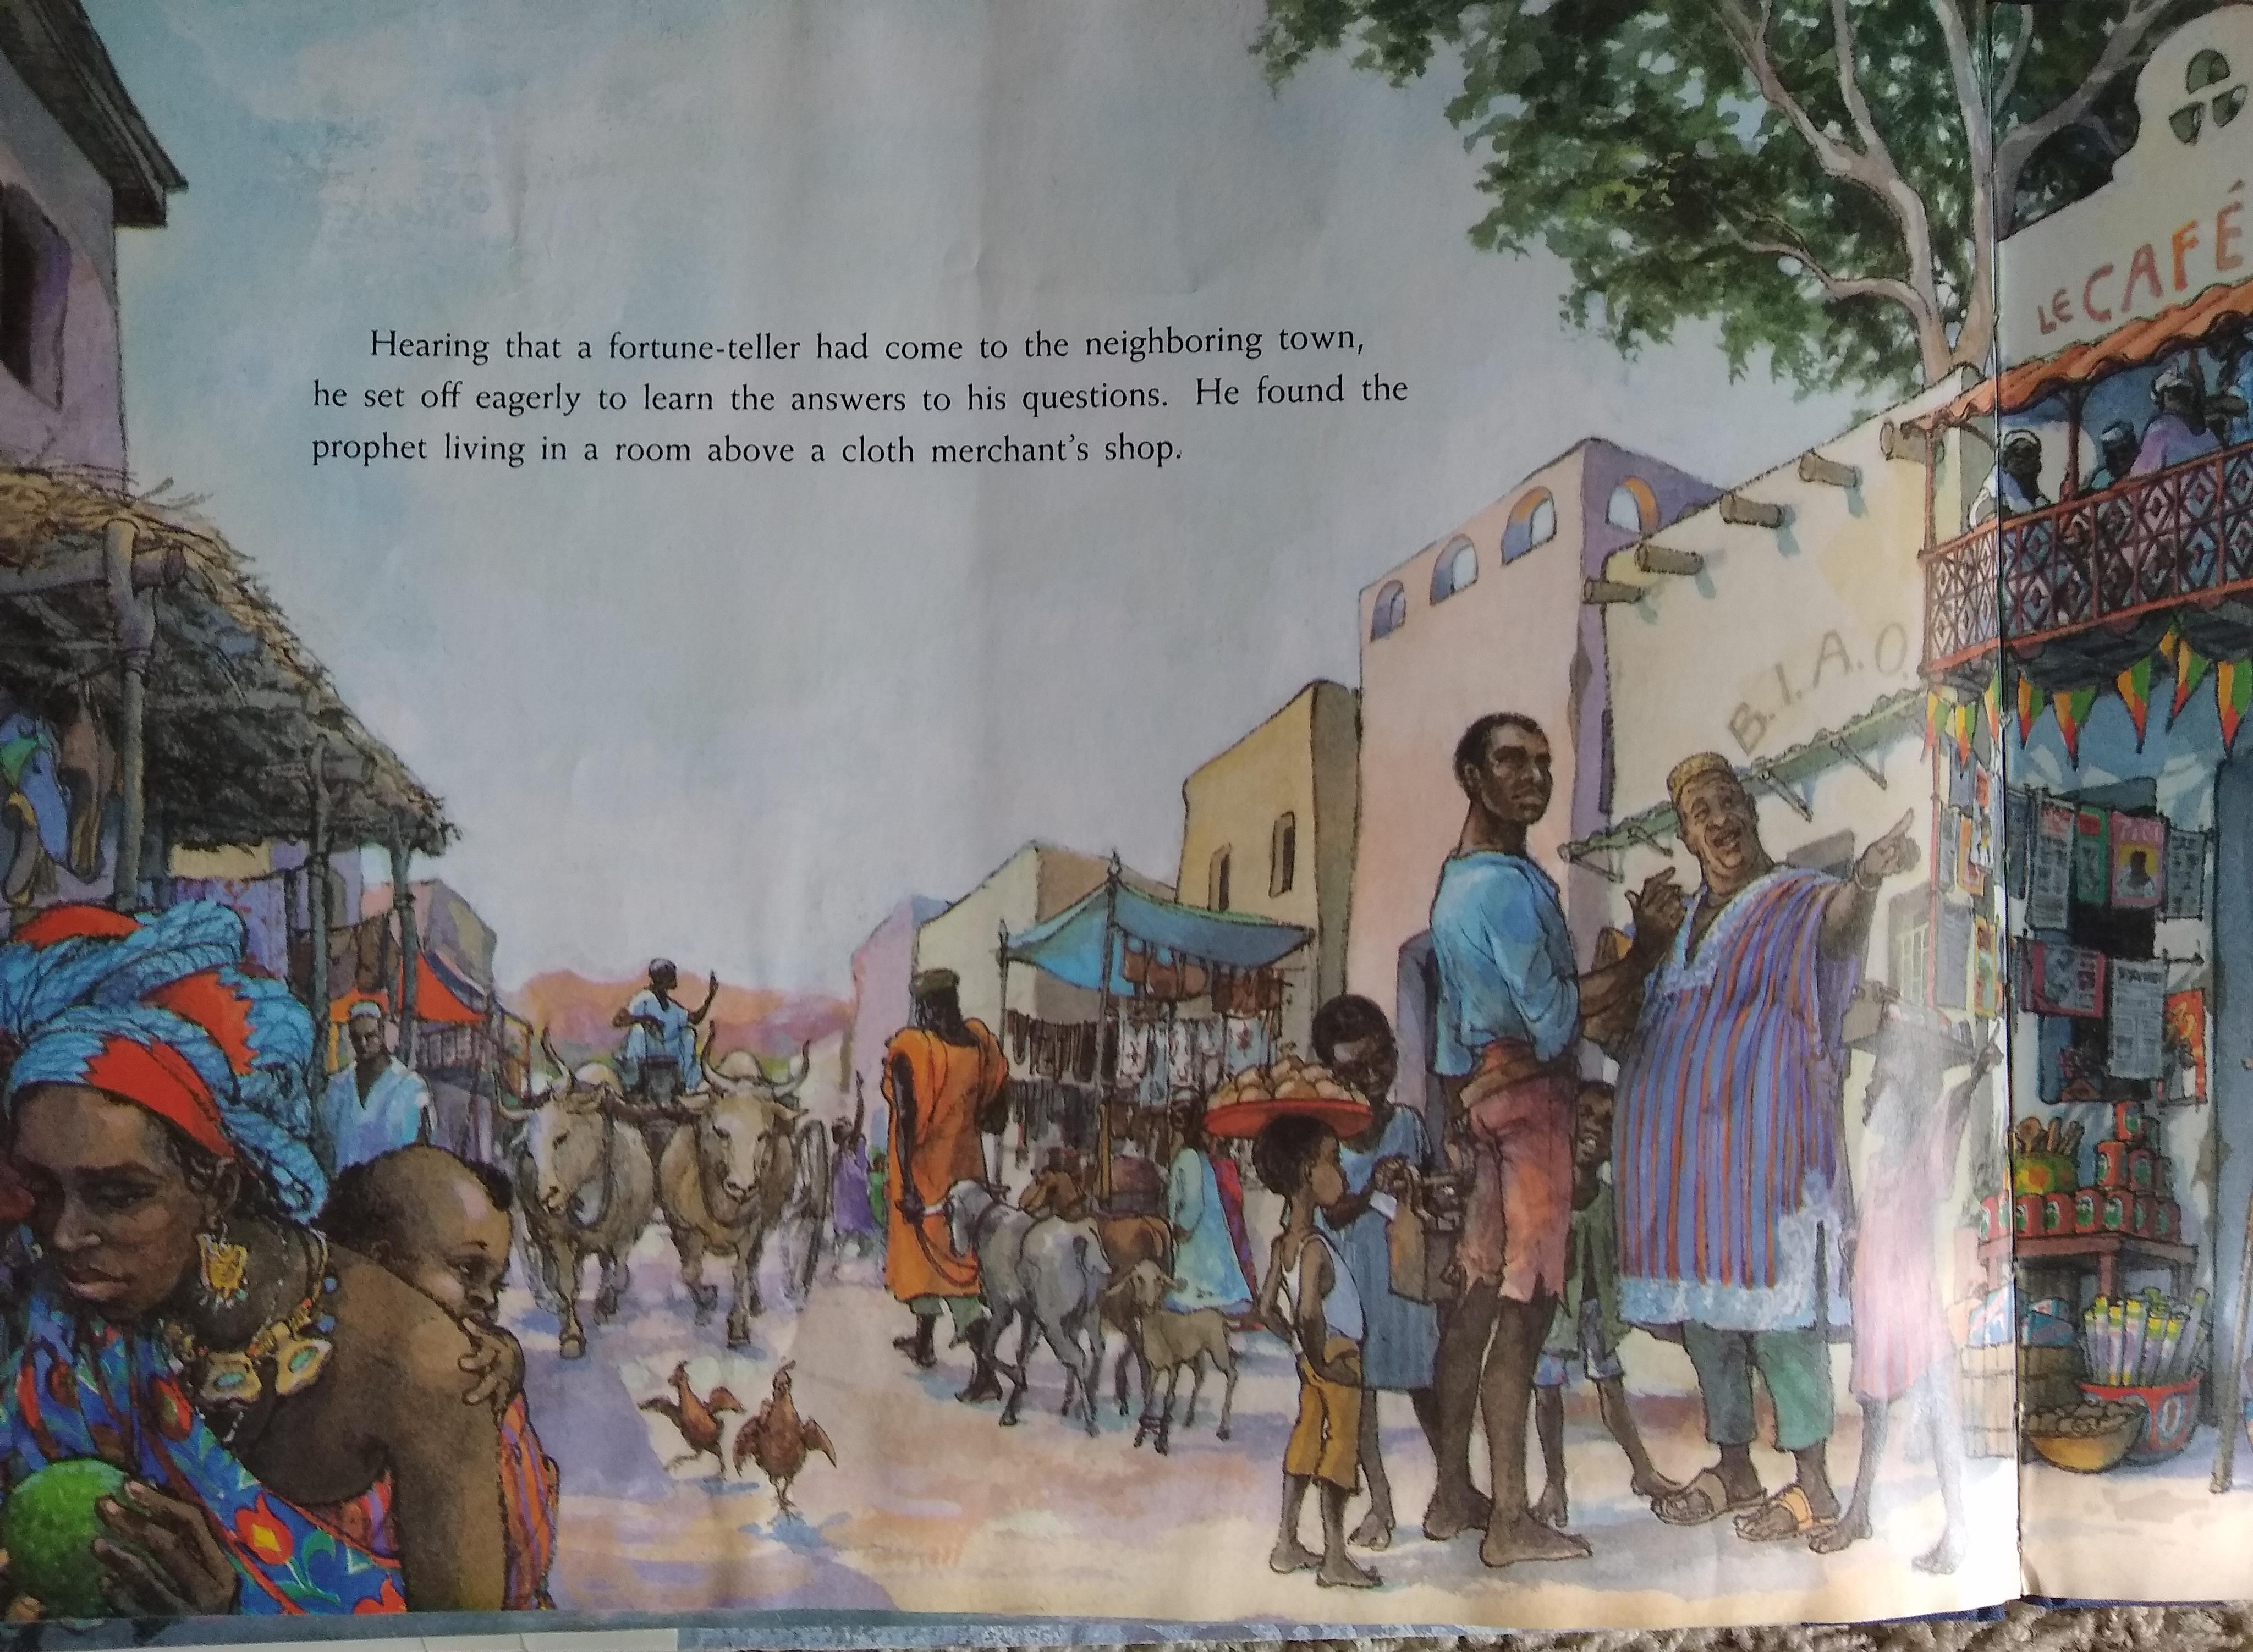 Hearing that a fortune-teller had come to the neighboring town,
he set off eagerly to learn the answers to his questions. He found the
prophet living in a room above a cloth merchant's shop.
LE CAFÉ
B.I.A.O.